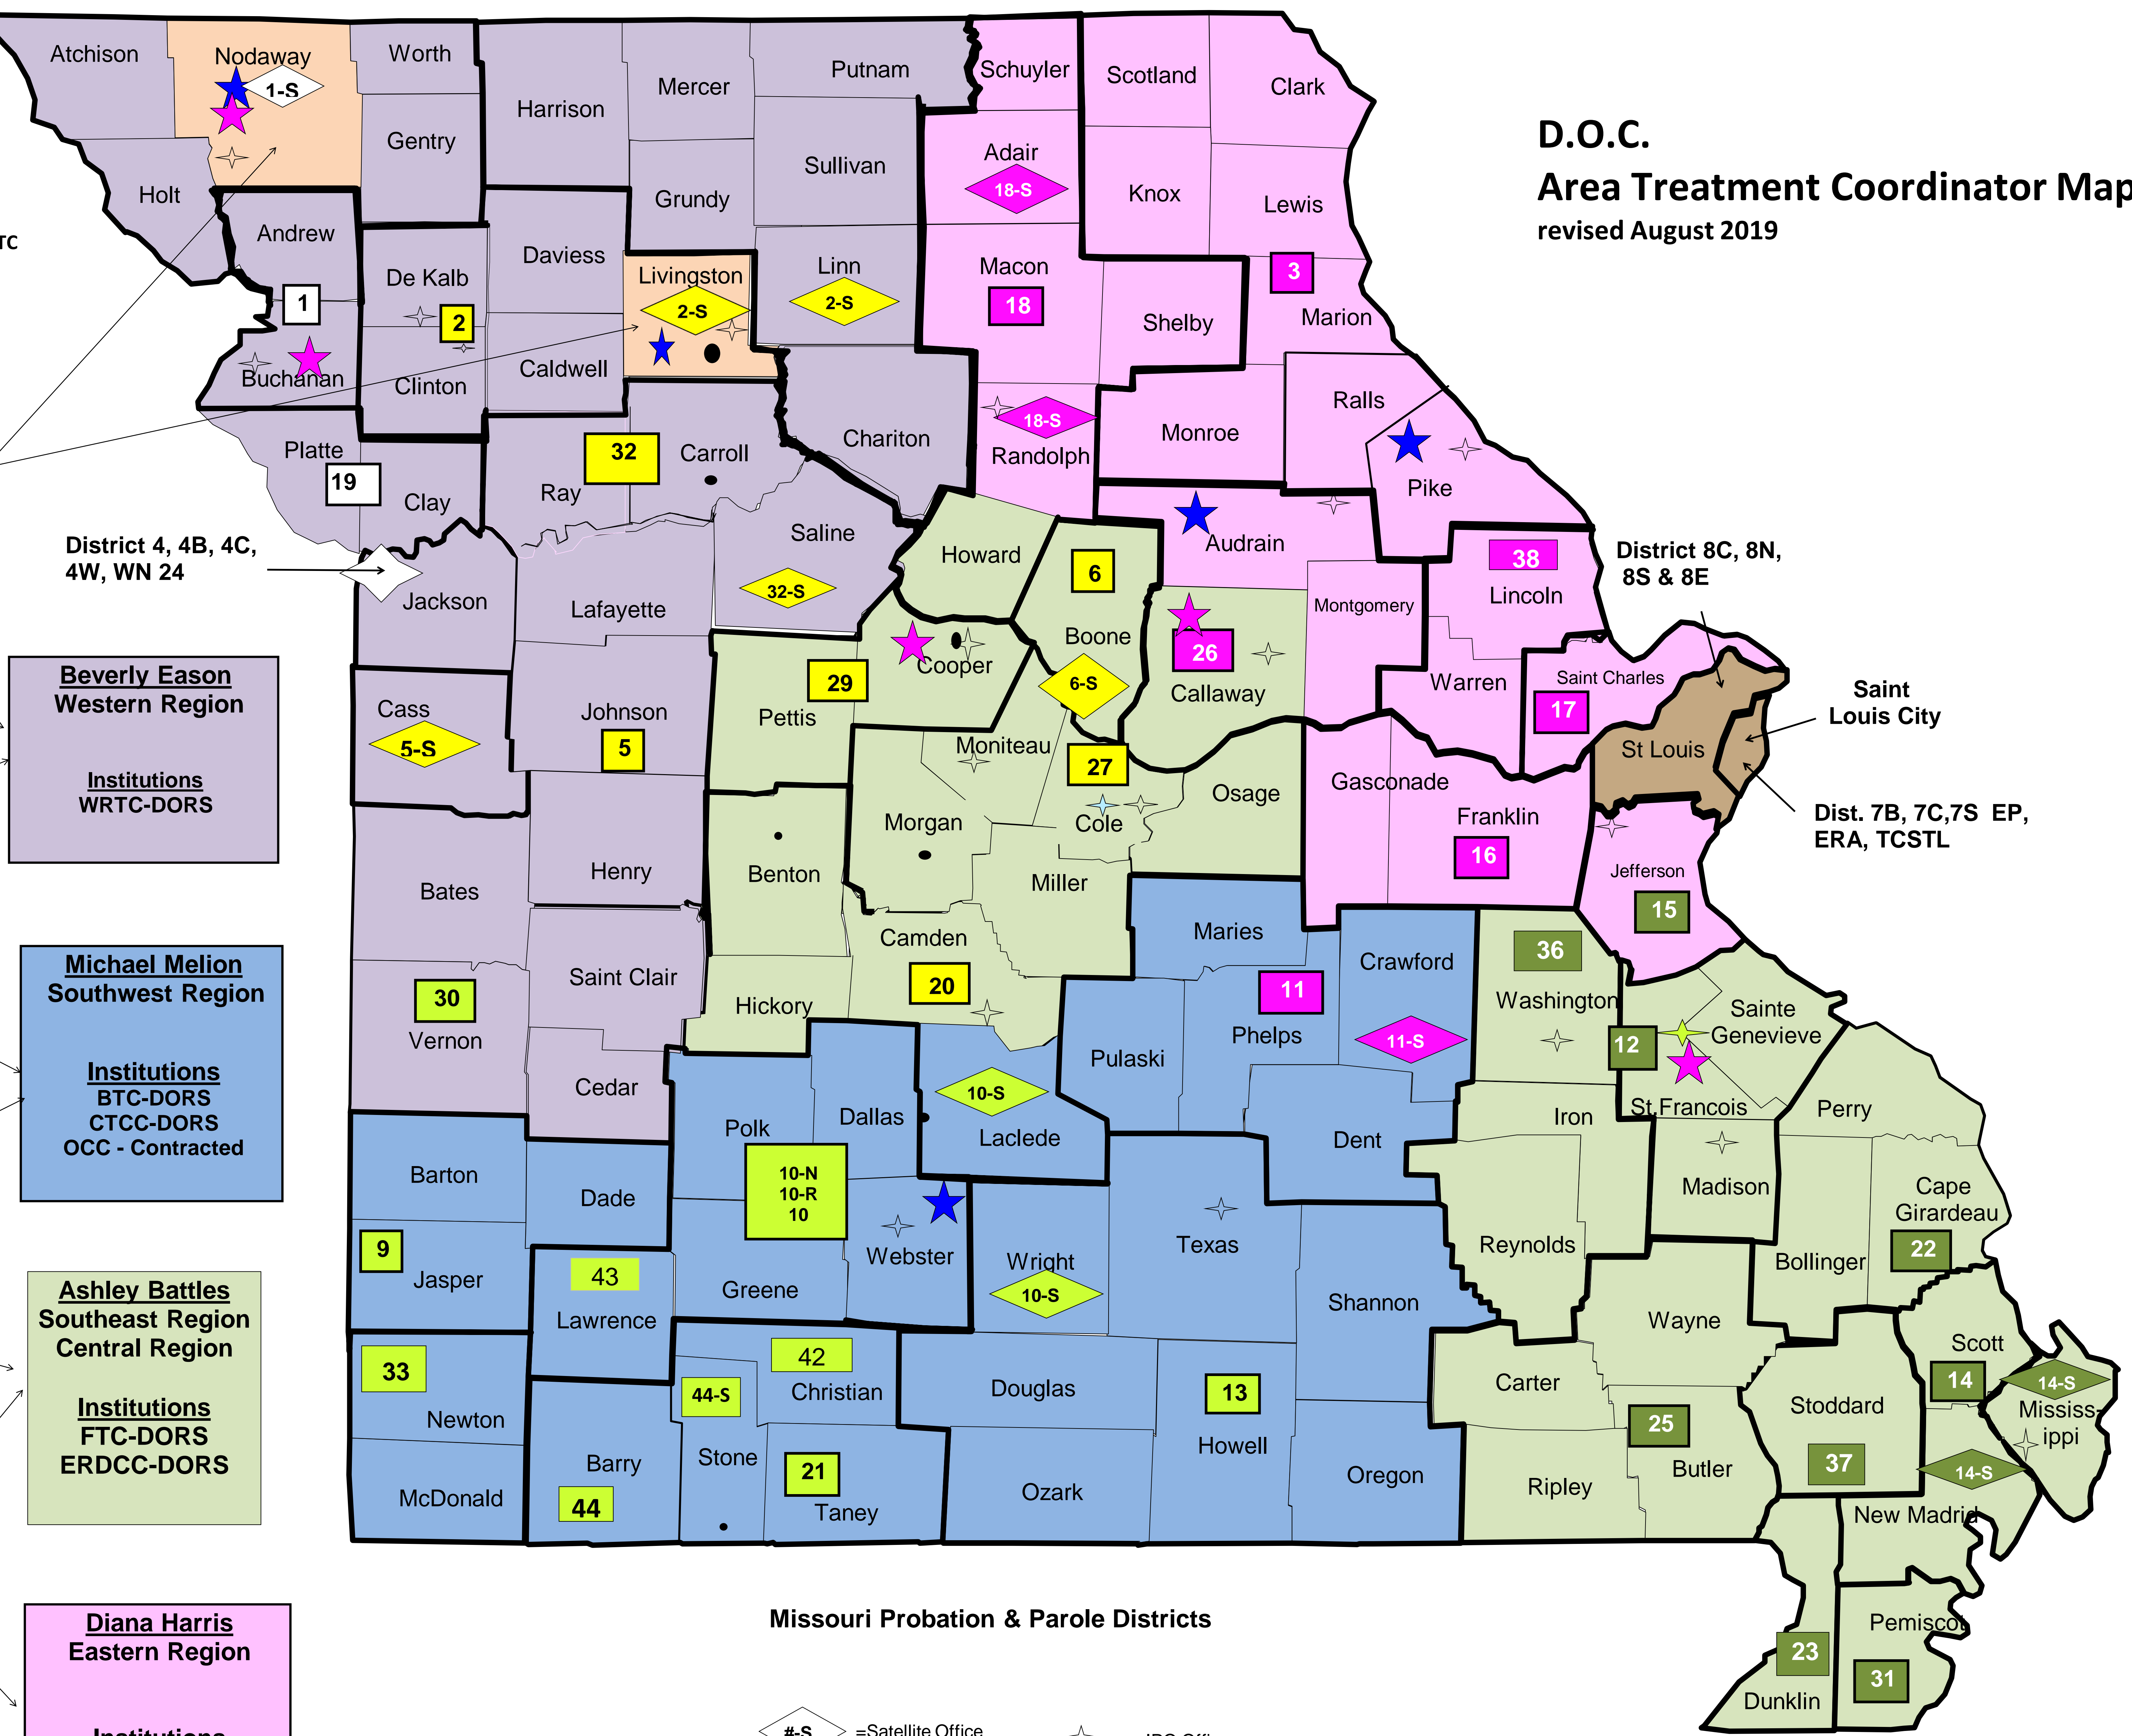 D.O.C.
Area Treatment Coordinator Map
revised August 2019
Atchison
Nodaway
1-S
Worth
Gentry
Holt
Andrew
TC
Harrison
Mercer
Putnam
Sullivan
Grundy
Schuyler
Scotland
Clark
Adair
18-S
Knox
Lewis
1
De Kalb
2
Daviess
Livingston
2-S
Linn
2-S
Macon
18
3
Shelby
Marion
Buchanan
Clinton
Caldwell
Platte
19
Clay
Ray
32
Carroll
Chariton
18-S
Randolph
Monroe
Ralls
Pike
District 4, 4B, 4C,
4W, WN 24
Jackson
Lafayette
Saline
32-S
Howard
6
Boone
6-S
Audrain
Montgomery
38
Lincoln
District 8C, 8N,
8S & 8E
Cooper
26
Callaway
Warren
Saint Charles
17
Saint
Louis City
St Louis
Dist. 7B, 7C,7S EP,
ERA, TCSTL
Beverly Eason
Western Region
Institutions
WRTC-DORS
Cass
5-S
Johnson
5
29
Pettis
Moniteau
27
Cole
Osage
Gasconade
Franklin
16
Jefferson
15
Bates
Henry
Benton
Morgan
Miller
Camden
20
Maries
Crawford
11-S
36
Washington
Michael Melion
Southwest Region
Institutions
BTC-DORS
CTCC-DORS
OCC - Contracted
30
Vernon
Saint Clair
Hickory
11
Phelps
Pulaski
12
Sainte
Genevieve
St.Francois
Perry
Cedar
Polk
Dallas
10-S
Laclede
Dent
Iron
Madison
Cape
Girardeau
22
Barton
Dade
10-N
10-R
10
Webster
Wright
10-S
Texas
Reynolds
Bollinger
9
Jasper
43
Lawrence
Greene
Shannon
Wayne
Ashley Battles
Southeast Region
Central Region
Institutions
FTC-DORS
ERDCC-DORS
33
Newton
42
Christian
44-S
Stone
Douglas
13
Howell
Carter
Scott
14
14-S
Mississ-
ippi
Stoddard
37
14-S
25
Butler
McDonald
Barry
44
21
Taney
Ozark
Oregon
Ripley
New Madrid
Pemiscot
31
23
Dunklin
Diana Harris
Eastern Region
Institutions
Missouri Probation & Parole Districts
#-S
=Satellite Office